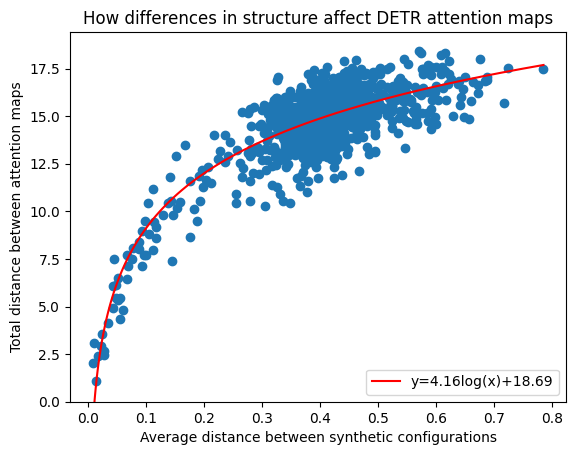 How differences in structure affect DETR attention maps
Total distance between attention maps
17.5
15.0
12.5
10.0
7.5
5.0
2.5
0.0
y=4.16log(x)+18.69
0.0 0.1 0.2 0.3 0.4 0.5 0.6 0.7 0.8
Average distance between synthetic configurations